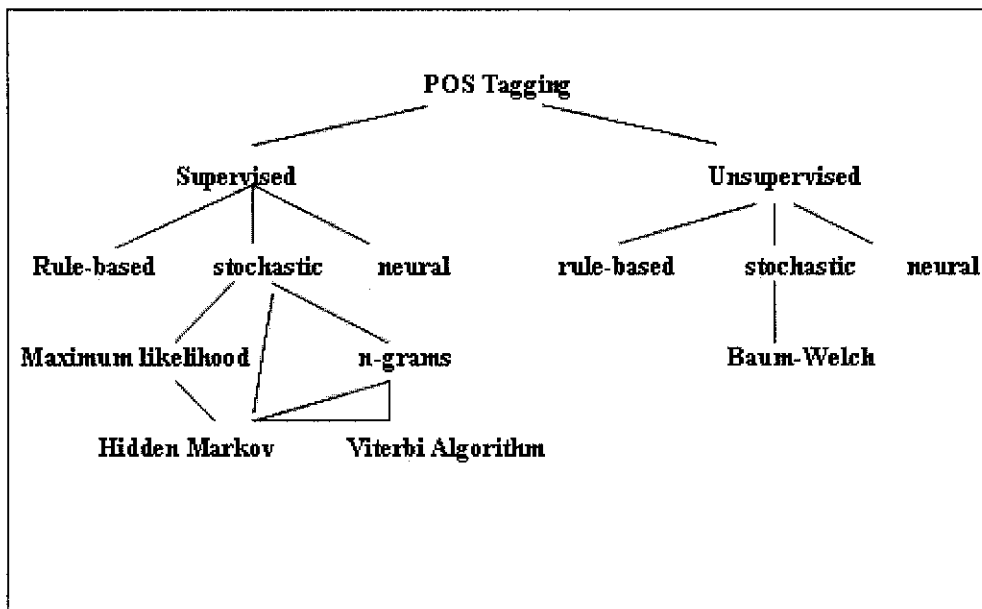 POS Tagging
Supervised Unsupervised
Rule-based stochastic neural rule-based stochastic neural
Maximum likelihood n-grams Baum-Welch
Hidden Markov Viterbi Algorithm